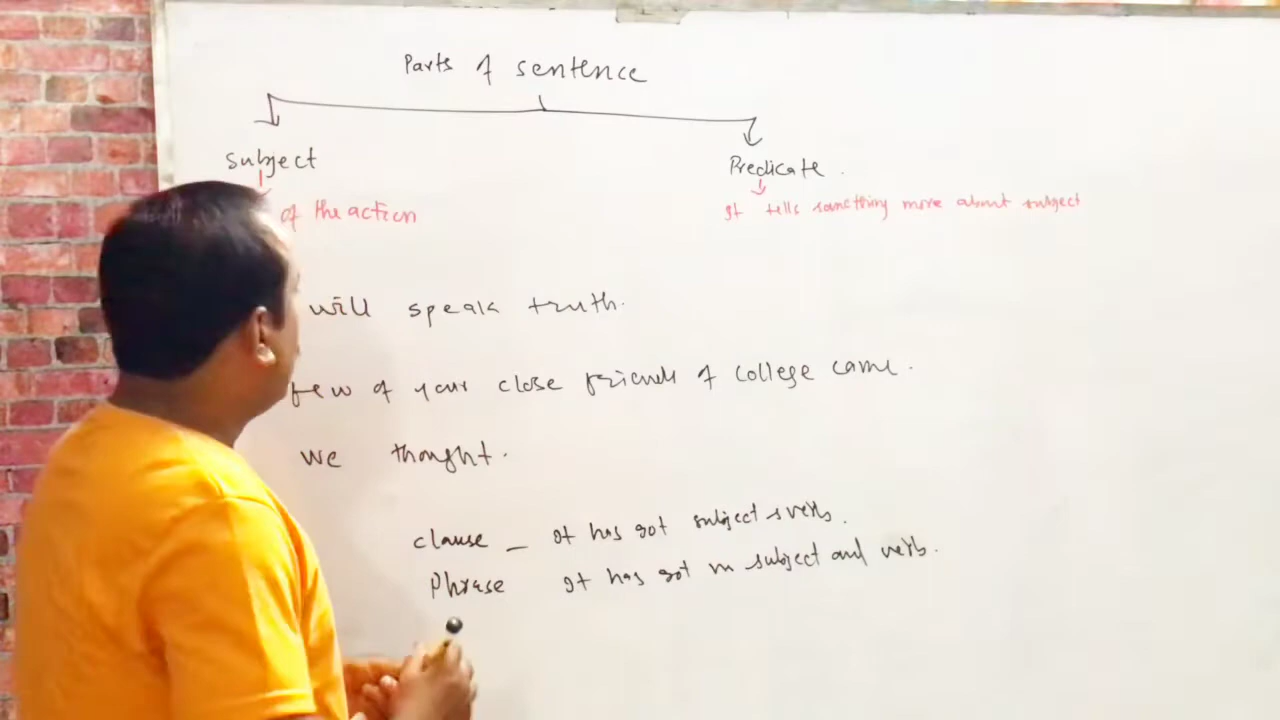 Parts of sentence
Subject
Predicate.
of the action
It tells something more about subject
will speak truth.
few of your close friends of college came.
we thought.
clause - It has got subject & verb.
Phrase It has got no subject and verb.